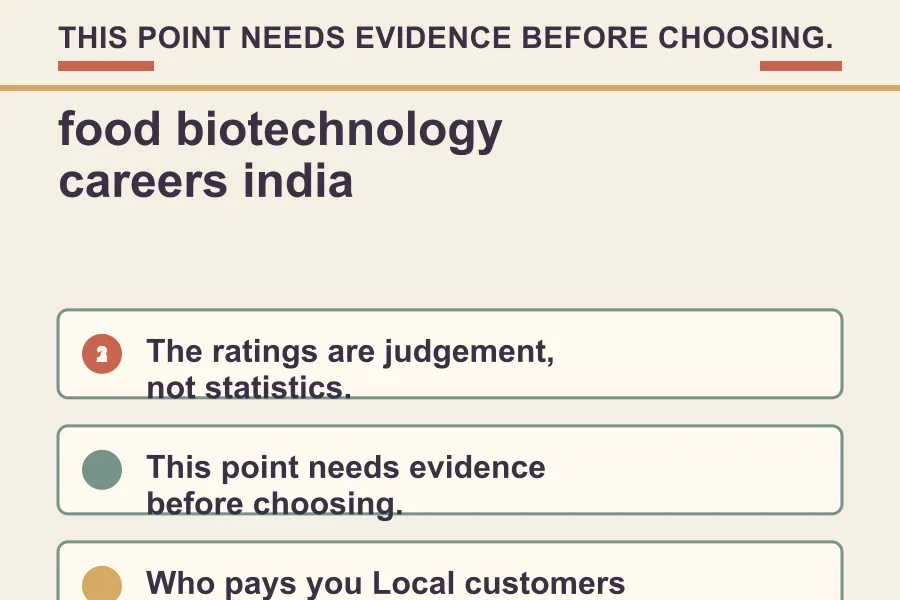 THIS POINT NEEDS EVIDENCE BEFORE CHOOSING.
food biotechnology
careers india
The ratings are judgement,
not statistics.
This point needs evidence
before choosing.
Who pays you Local customers